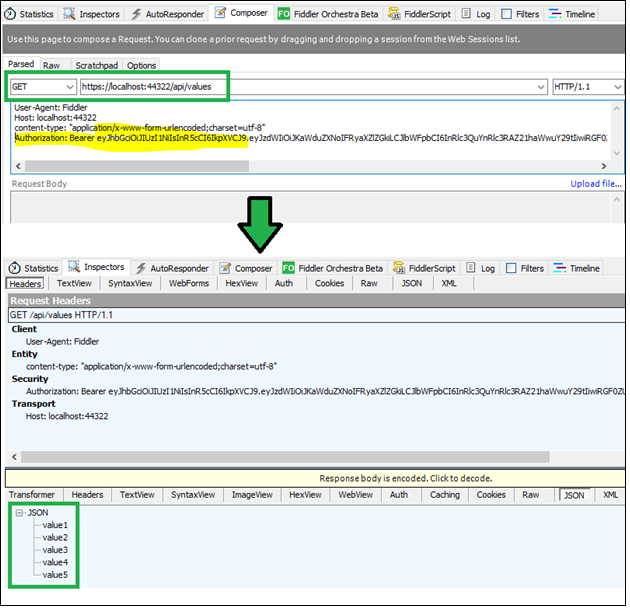 Statistics Inspectors AutoResponder Composer FO Fiddler Orchestra Beta FiddlerScript Log Filters Timeline
Use this page to compose a Request. You can clone a prior request by dragging and dropping a session from the Web Sessions list.
Parsed Raw Scratchpad Options
GET https://localhost:44322/api/values HTTP/1.1
User-Agent: Fiddler
Host: localhost:44322
content-type: "application/x-www-form-urlencoded;charset=utf-8"
Authorization: Bearer
Request Body Upload file...
Statistics Inspectors AutoResponder Composer FO Fiddler Orchestra Beta FiddlerScript Log Filters Timeline
Headers TextView SyntaxView WebForms HexView Auth Cookies Raw JSON XML
Request Headers
GET /api/values HTTP/1.1
Client
User-Agent: Fiddler
Entity
content-type: "application/x-www-form-urlencoded;charset=utf-8"
Security
Authorization: Bearer
Transport
Host: localhost:44322
Response body is encoded. Click to decode.
Transformer Headers TextView SyntaxView ImageView HexView WebView Auth Caching Cookies Raw JSON XML
JSON
value1
value2
value3
value4
value5